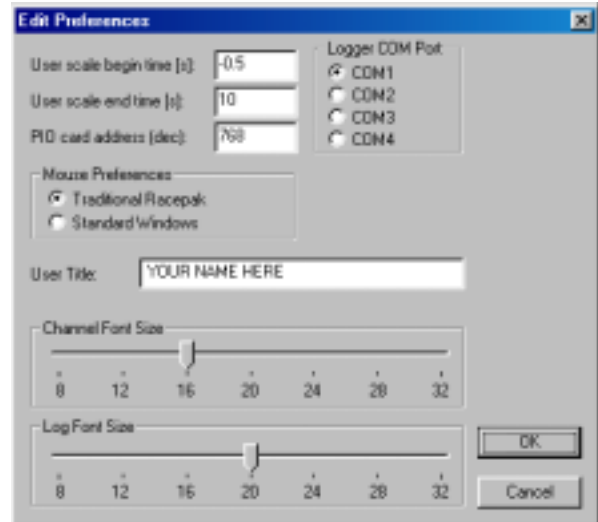 Edit Preferences
User scale begin time [s]: -0.5
User scale end time [s]: 10
PIO card address (dec): 768
Logger COM Port
COM1
COM2
COM3
COM4
Mouse Preferences
Traditional Racepak
Standard Windows
User Title: YOUR NAME HERE
Channel Font Size
8 12 16 20 24 28 32
Log Font Size
8 12 16 20 24 28 32
OK
Cancel